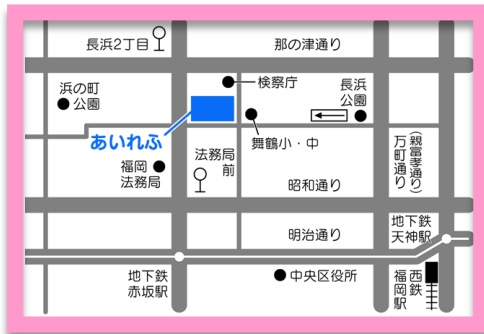 長浜2丁目
那の津通り
浜の町
公園
検察庁
長浜
公園
あいれふ
舞鶴小・中
福岡
法務局
法務局
前
昭和通り
(親富孝通り)
万町通り
明治通り
地下鉄
天神駅
地下鉄
赤坂駅
中央区役所
西鉄
福岡駅